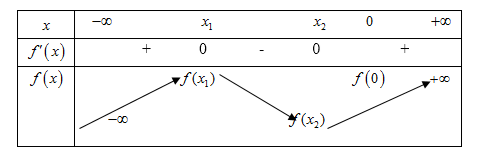 x −∞ x₁ x₂ 0 +∞
f′(x) + 0 - 0 +
f(x) f(x₁) f(0) +∞
−∞ f(x₂)